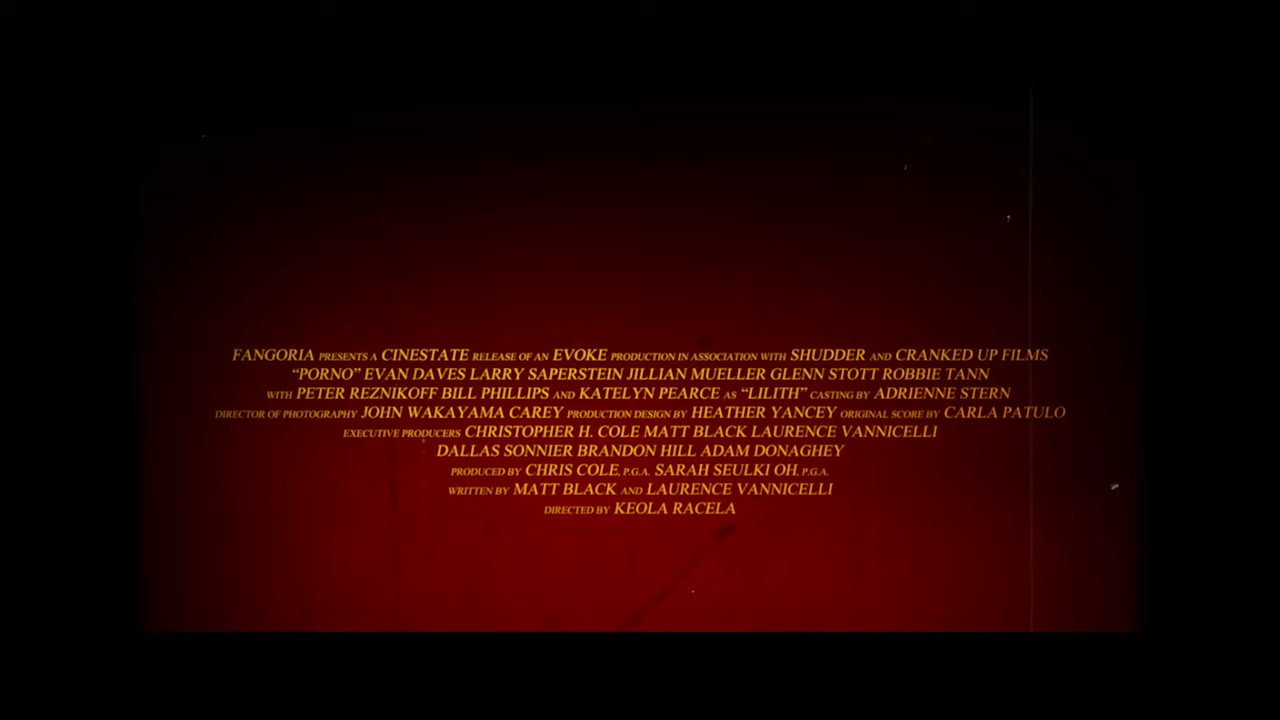 FANGORIA PRESENTS A CINESTATE RELEASE OF AN EVOKE PRODUCTION IN ASSOCIATION WITH SHUDDER AND CRANKED UP FILMS
“PORNO” EVAN DAVES LARRY SAPERSTEIN JILLIAN MUELLER GLENN STOTT ROBBIE TANN
WITH PETER REZNIKOFF BILL PHILLIPS AND KATELYN PEARCE AS “LILITH” CASTING BY ADRIENNE STERN
DIRECTOR OF PHOTOGRAPHY JOHN WAKAYAMA CAREY PRODUCTION DESIGN BY HEATHER YANCEY ORIGINAL SCORE BY CARLA PATULO
EXECUTIVE PRODUCERS CHRISTOPHER H. COLE MATT BLACK LAURENCE VANNICELLI
DALLAS SONNIER BRANDON HILL ADAM DONAGHEY
PRODUCED BY CHRIS COLE, P.G.A. SARAH SEULKI OH, P.G.A.
WRITTEN BY MATT BLACK AND LAURENCE VANNICELLI
DIRECTED BY KEOLA RACELA